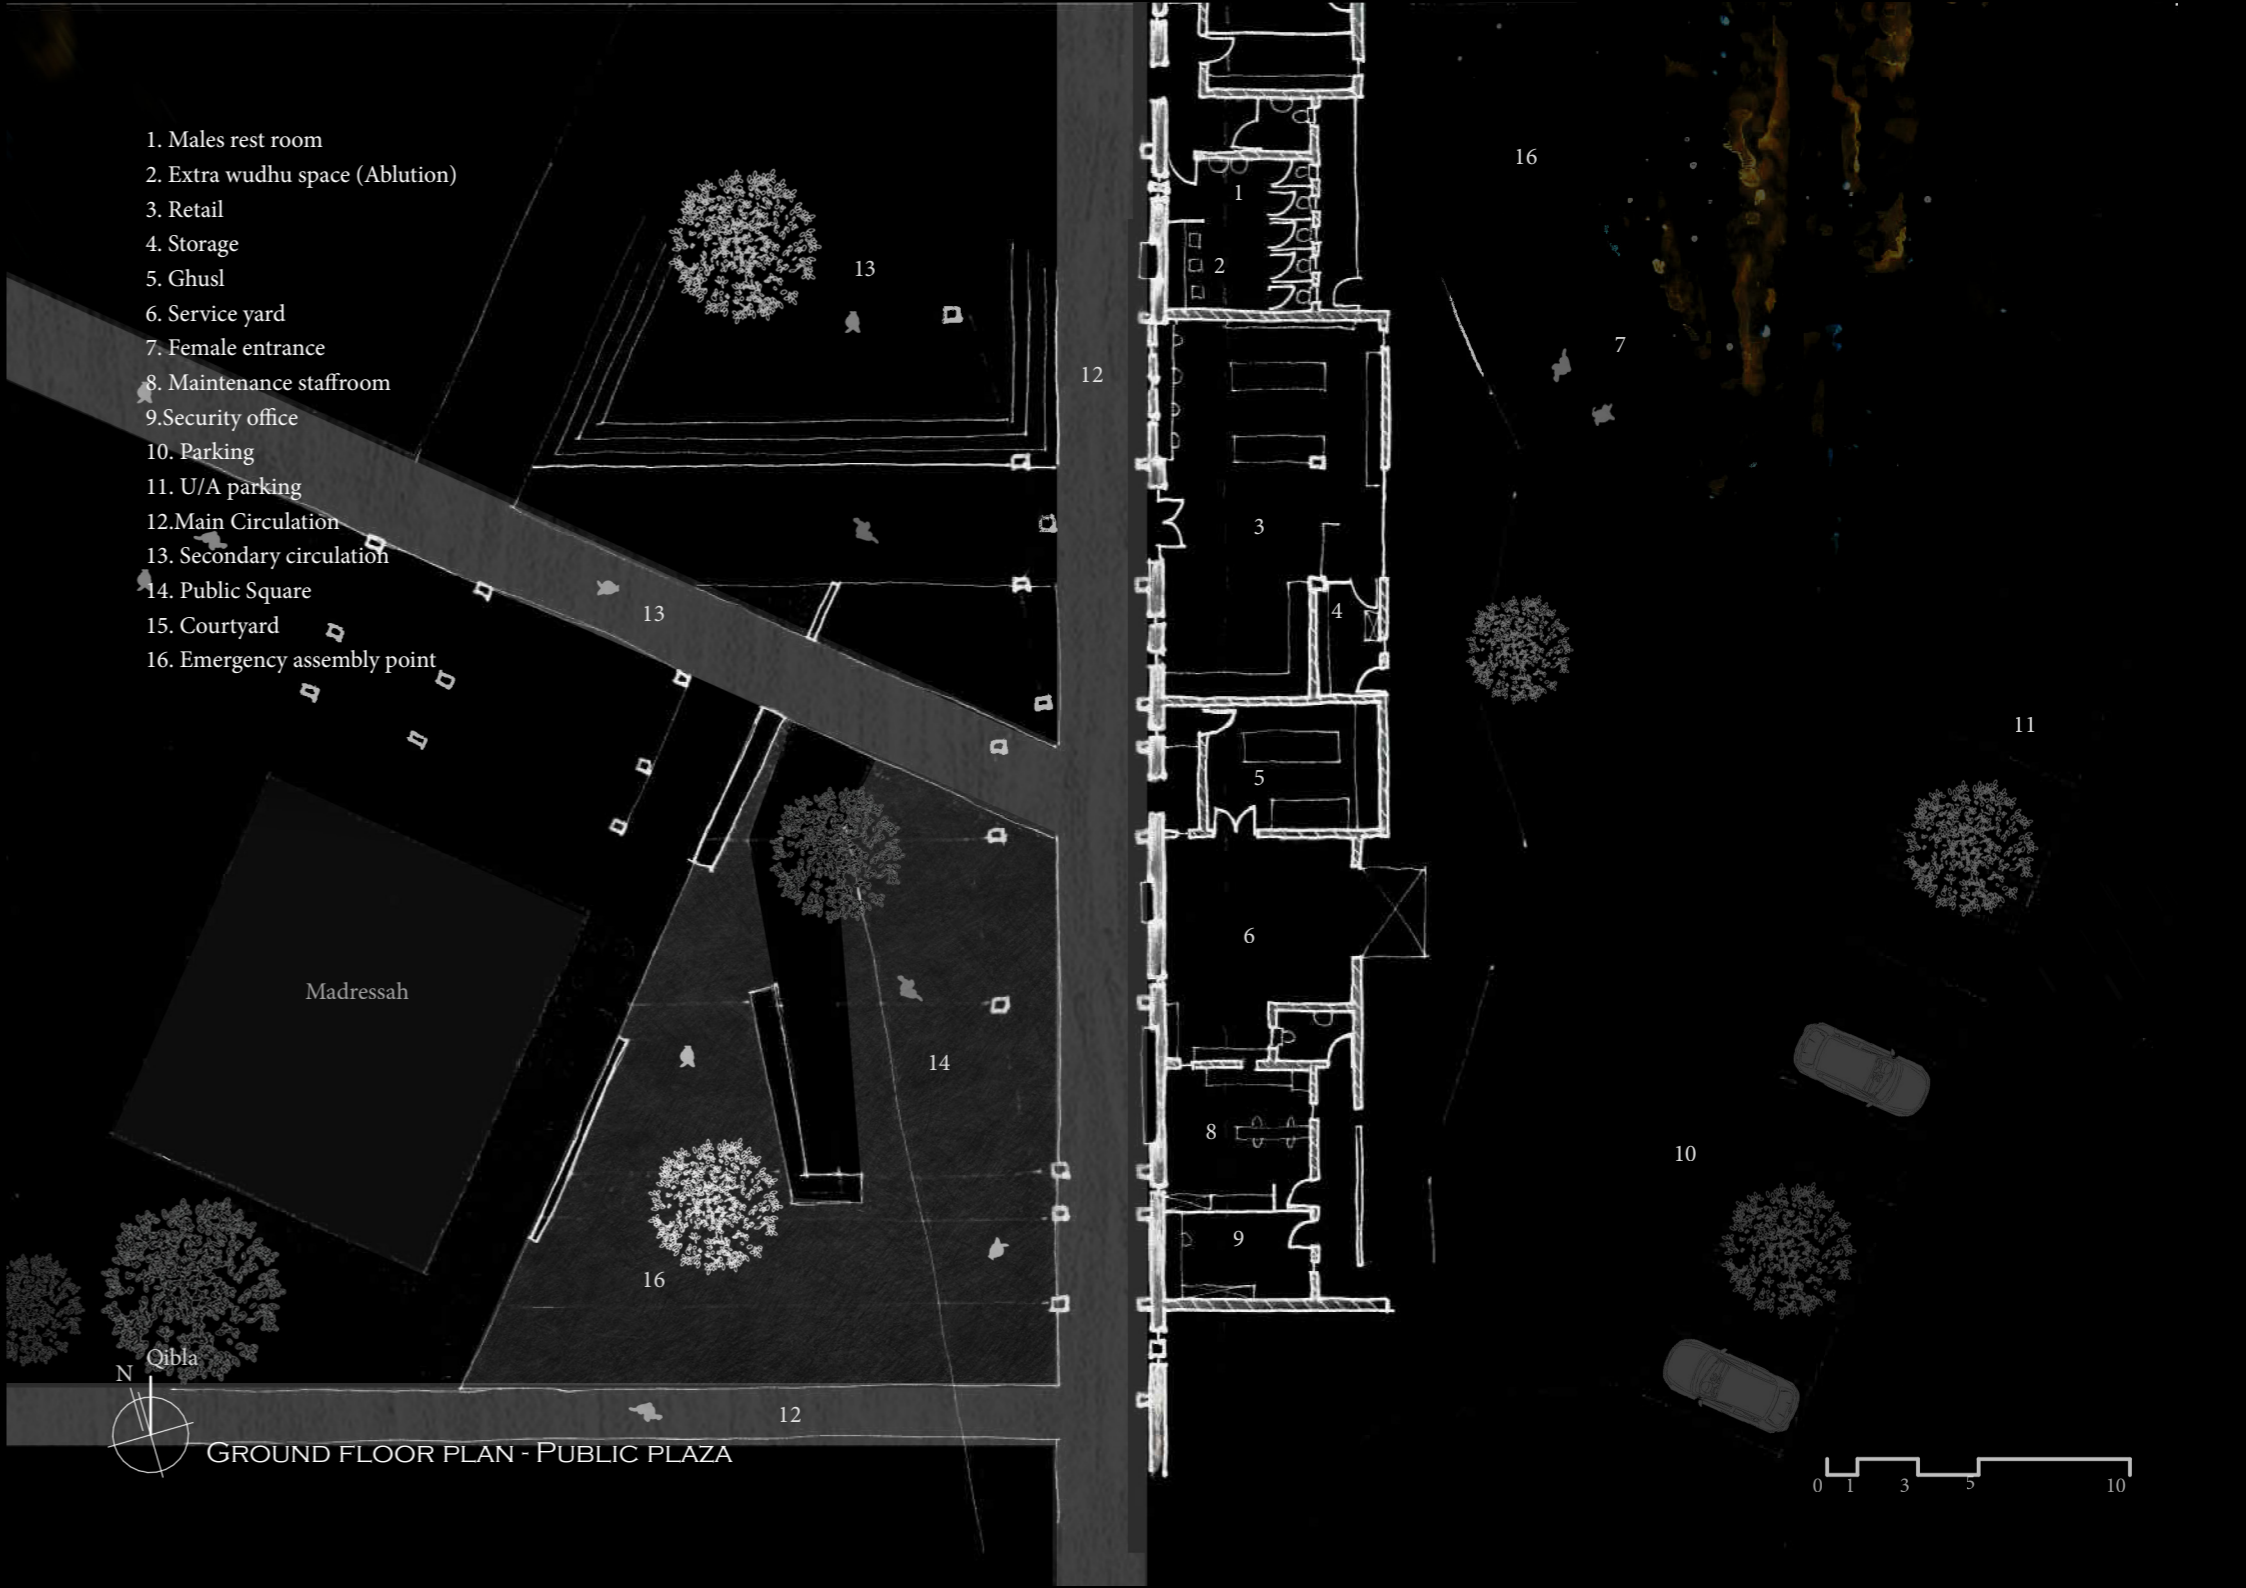 1. Males rest room
2. Extra wudhu space (Ablution)
3. Retail
4. Storage
5. Ghusl
6. Service yard
7. Female entrance
8. Maintenance staffroom
9.Security office
10. Parking
11. U/A parking
12.Main Circulation
13. Secondary circulation
14. Public Square
15. Courtyard
16. Emergency assembly point
16
1
13
2
7
12
3
13
4
11
5
6
Madressah
14
8
10
9
16
Qibla
N
12
GROUND FLOOR PLAN - PUBLIC PLAZA
0 1 3 5 10